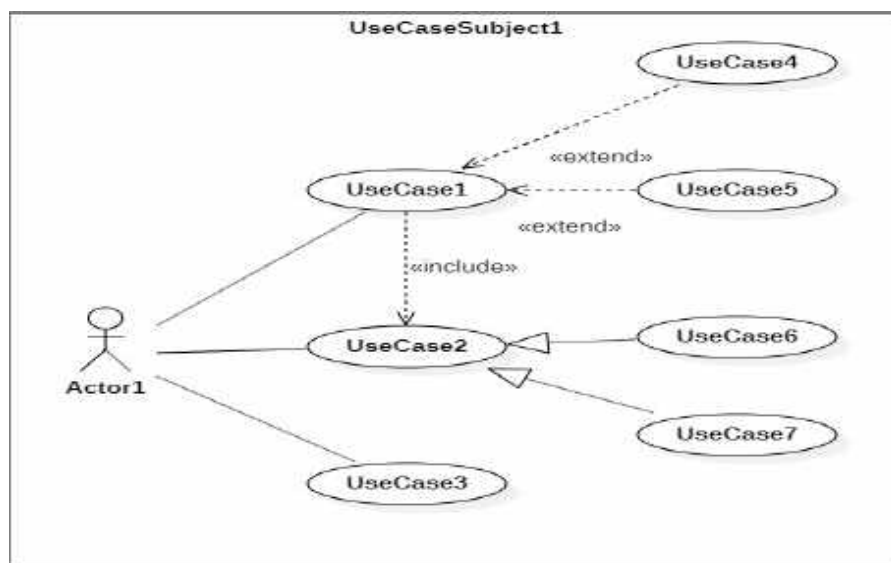 UseCaseSubject1
UseCase4
«extend»
UseCase1
UseCase5
«extend»
«include»
UseCase6
UseCase2
Actor1
UseCase7
UseCase3